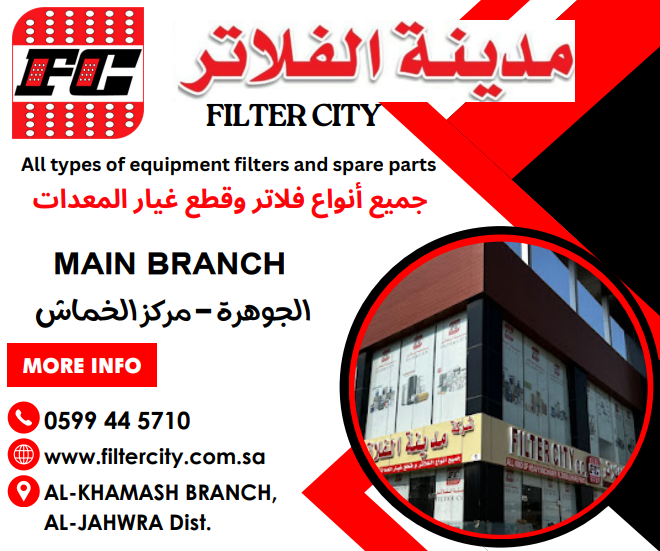 FC
مدينة الفلاتر
FILTER CITY
All types of equipment filters and spare parts
جميع أنواع فلاتر وقطع غيار المعدات
MAIN BRANCH
الجوهرة – مركز الخماش
MORE INFO
0599 44 5710
www.filtercity.com.sa
AL-KHAMASH BRANCH,
AL-JAHWRA Dist.
شركة مدينة الفلاتر
FILTER CITY Co.